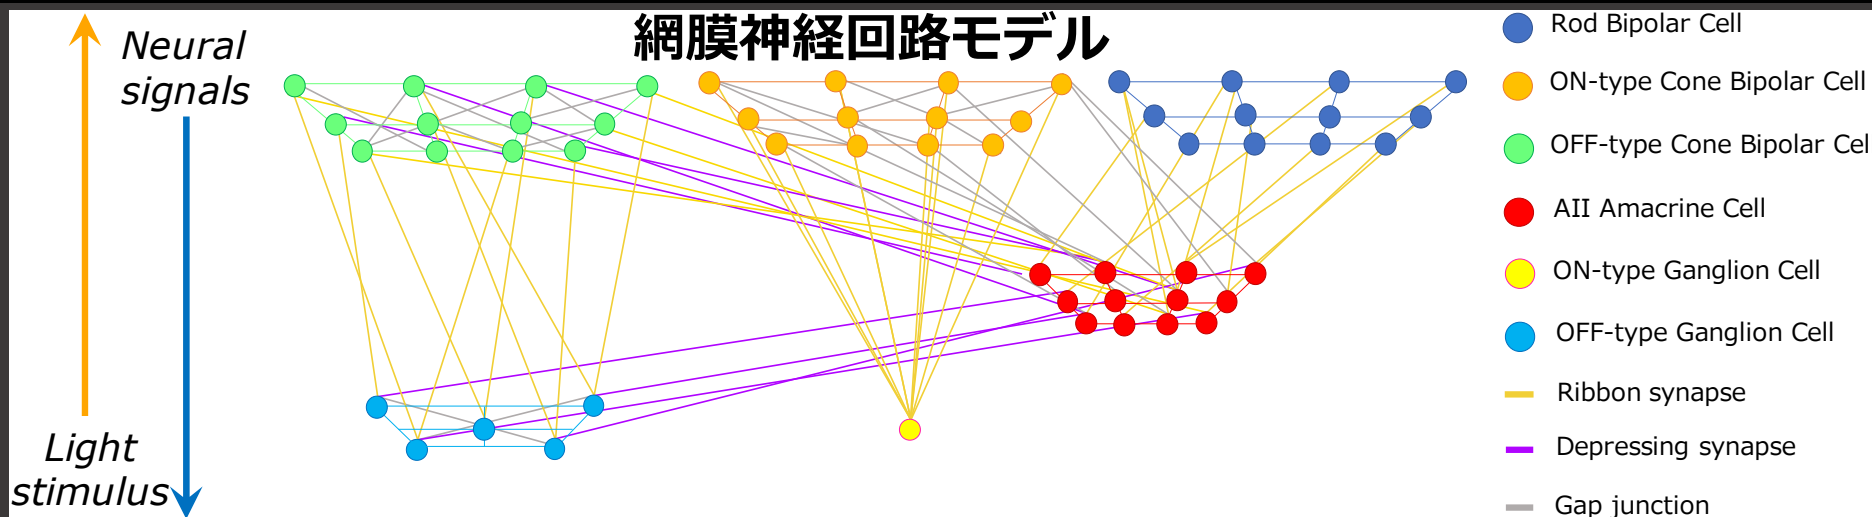 網膜神経回路モデル
Neural
signals
Light
stimulus
Rod Bipolar Cell
ON-type Cone Bipolar Cell
OFF-type Cone Bipolar Cel
AII Amacrine Cell
ON-type Ganglion Cell
OFF-type Ganglion Cell
Ribbon synapse
Depressing synapse
Gap junction